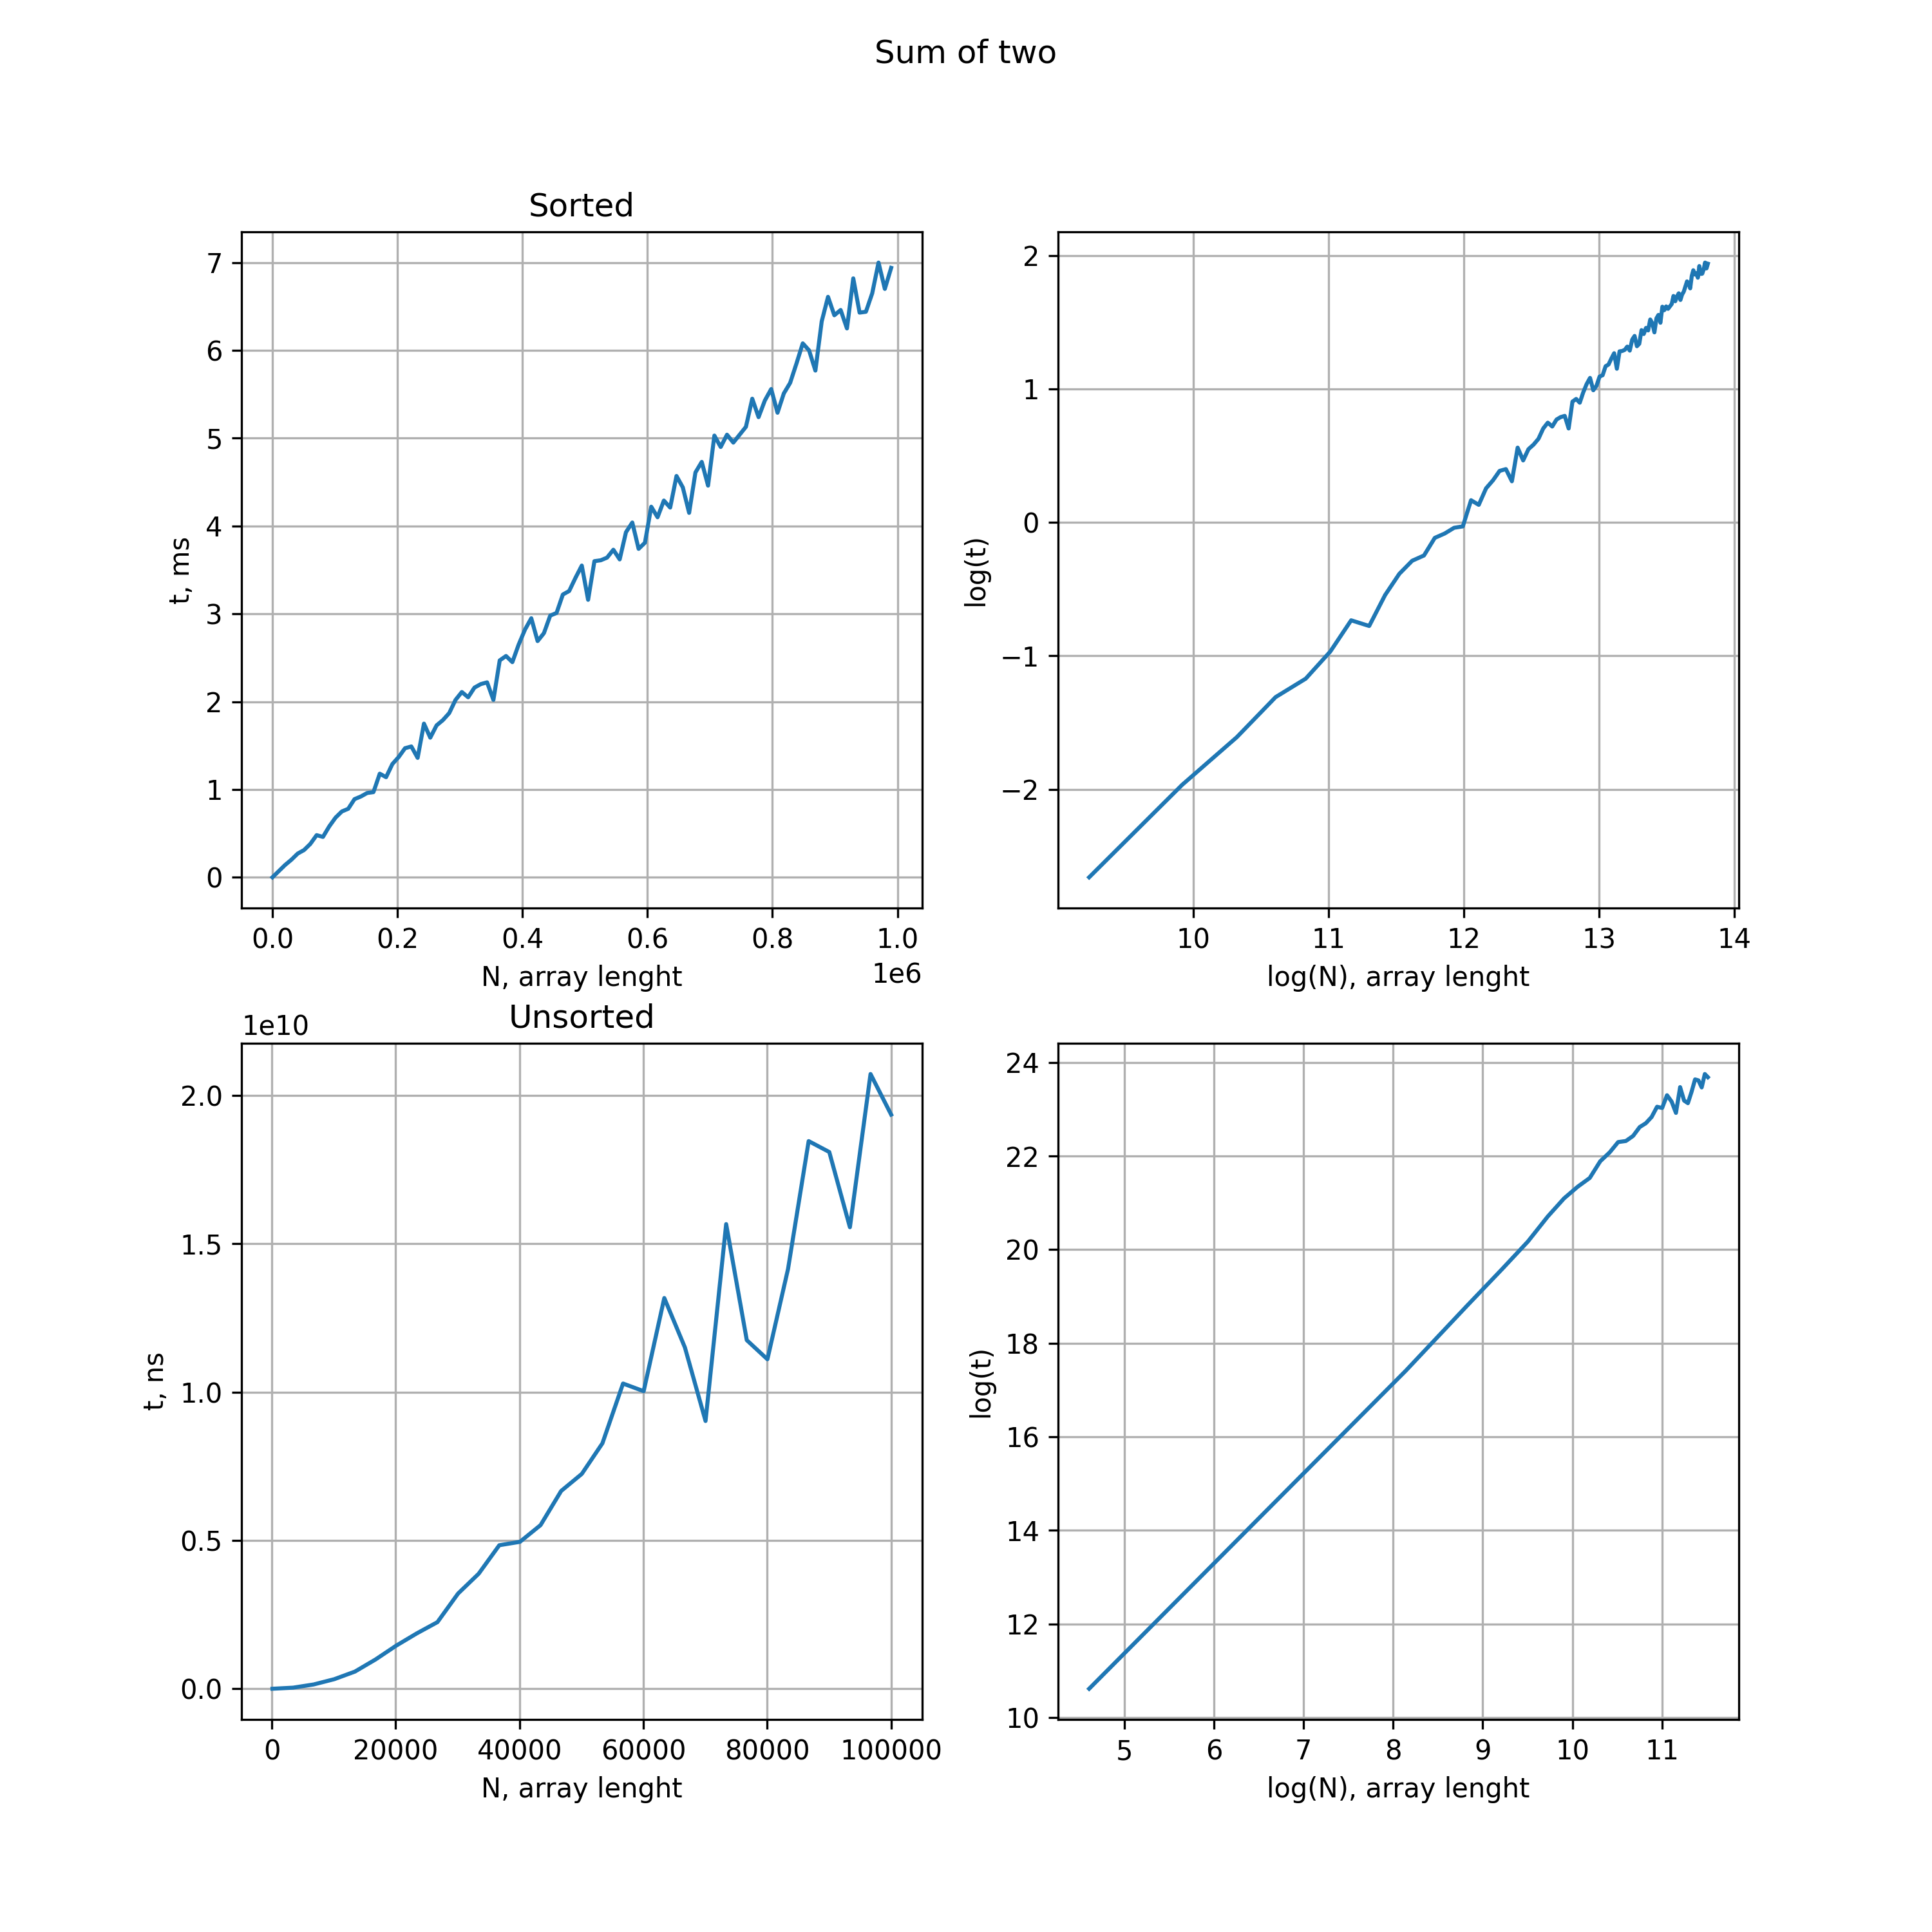 Sum of two
Sorted
7
6
5
4
3
2
1
0
t, ms
0.0 0.2 0.4 0.6 0.8 1.0
1e6
N, array lenght
2
1
0
−1
−2
log(t)
10 11 12 13 14
log(N), array lenght
Unsorted
1e10
2.0
1.5
1.0
0.5
0.0
t, ns
0 20000 40000 60000 80000 100000
N, array lenght
24
22
20
18
16
14
12
10
log(t)
5 6 7 8 9 10 11
log(N), array lenght